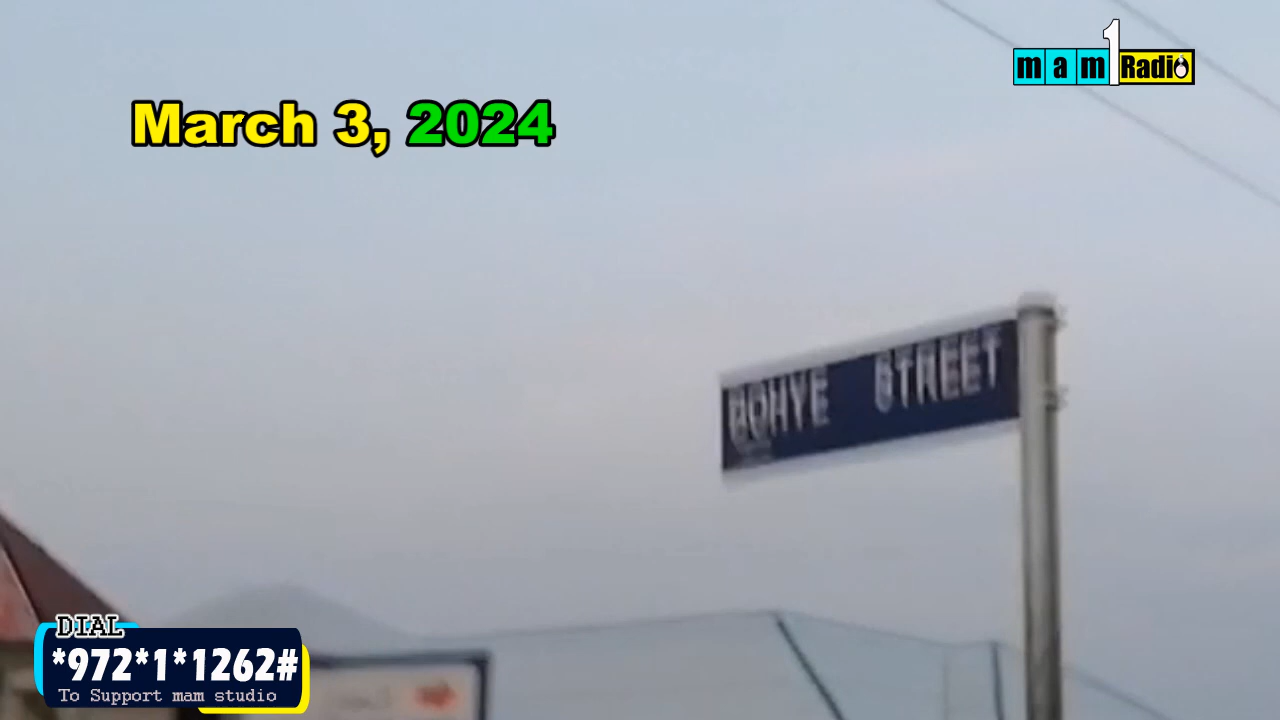 mam1Radio
March 3, 2024
BOHYE STREET
DIAL
*972*1*1262#
To Support mam studio